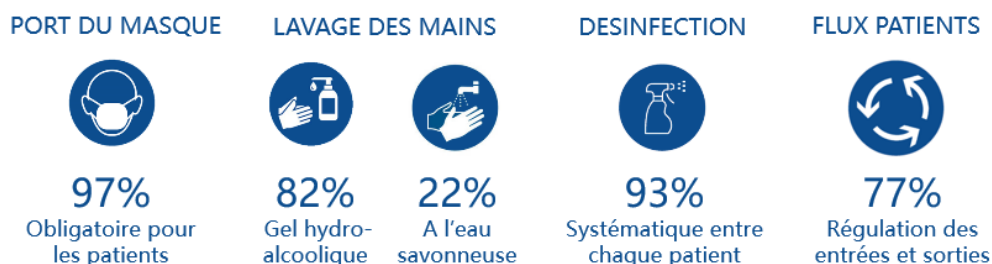 PORT DU MASQUE
LAVAGE DES MAINS
DESINFECTION
FLUX PATIENTS
97%
Obligatoire pour
les patients
82%
Gel hydro-
alcoolique
22%
A l'eau
savonneuse
93%
Systématique entre
chaque patient
77%
Régulation des
entrées et sorties